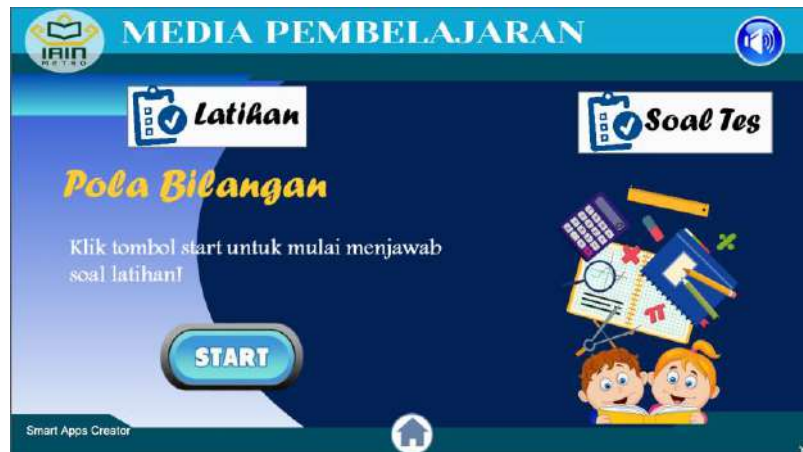 IAIN
METRO
MEDIA PEMBELAJARAN
Latihan
Soal Tes
Pola Bilangan
Klik tombol start untuk mulai menjawab
soal latihan!
π
START
Smart Apps Creator